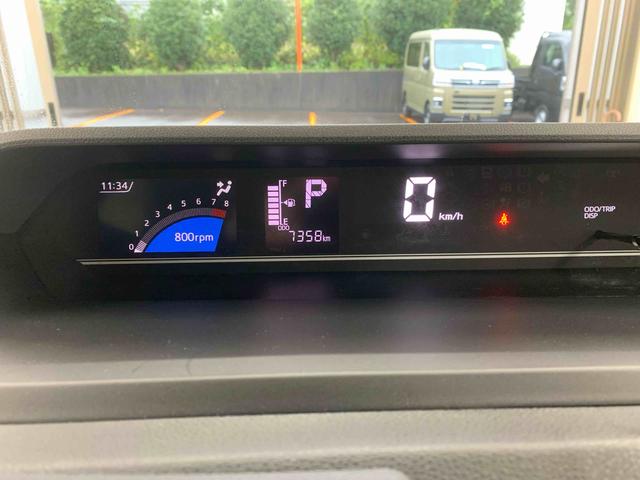 11:34
0 1 2 3 4 5 6 7 8
800rpm
F
E
P
ODO
7358km
0 km/h
ODO/TRIP
DISP